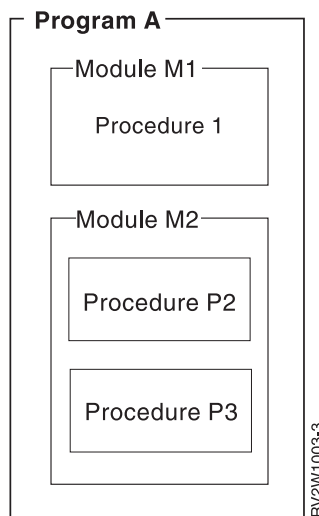 Program A
Module M1
Procedure 1
Module M2
Procedure P2
Procedure P3
RV2W1003-3